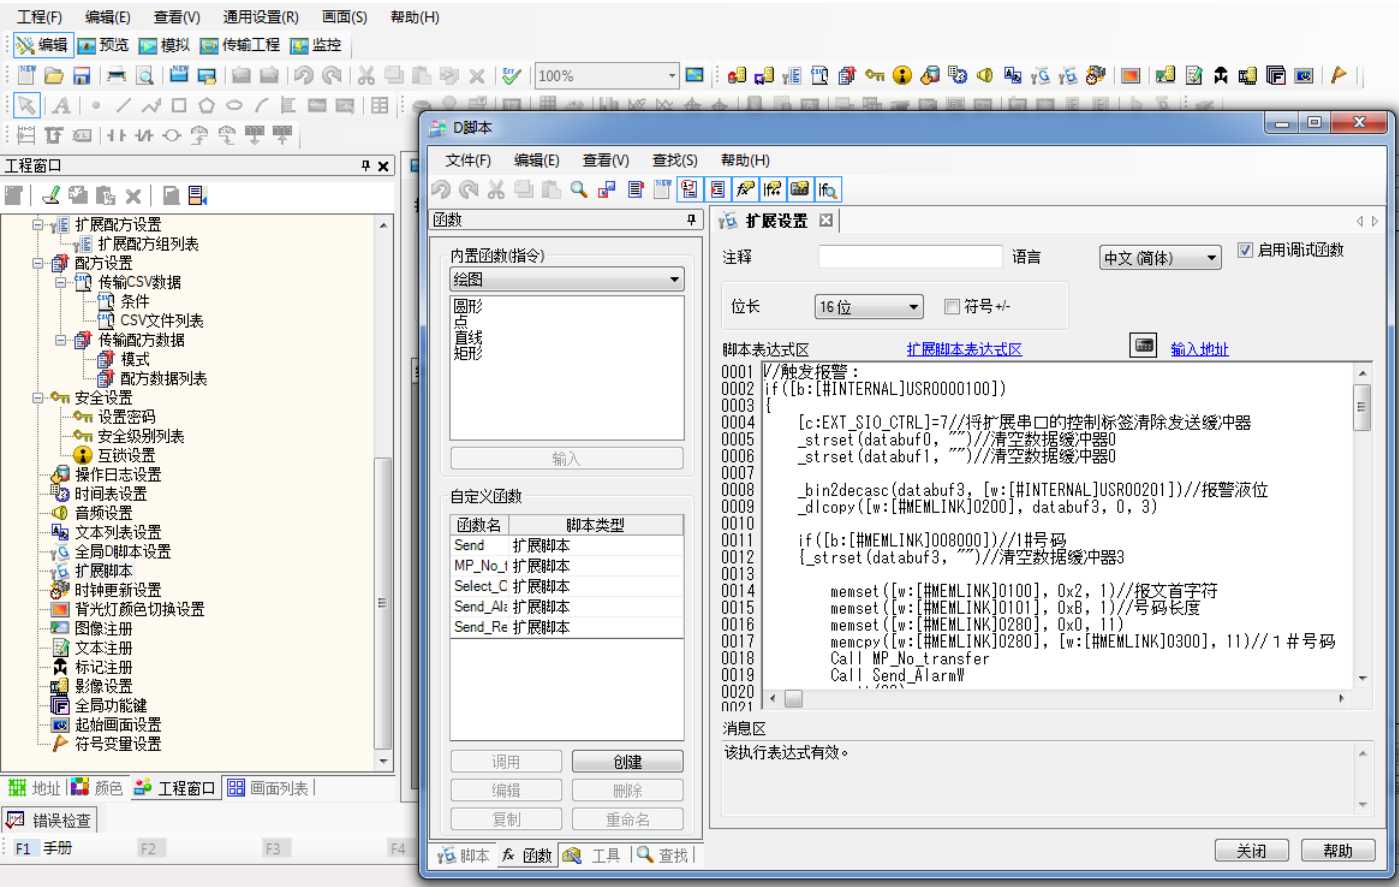 工程(F) 编辑(E) 查看(V) 通用设置(R) 画面(S) 帮助(H)
编辑 预览 模拟 传输工程 监控
100%
工程窗口
扩展配方设置
扩展配方组列表
配方设置
传输CSV数据
条件
CSV文件列表
传输配方数据
模式
配方数据列表
安全设置
设置密码
安全级别列表
互锁设置
操作日志设置
时间表设置
音频设置
文本列表设置
全局D脚本设置
扩展脚本
时钟更新设置
背光灯颜色切换设置
图像注册
文本注册
标记注册
影像设置
全局功能键
起始画面设置
符号变量设置
地址 颜色 工程窗口 画面列表
错误检查
F1 手册 F2 F3 F4
D脚本
文件(F) 编辑(E) 查看(V) 查找(S) 帮助(H)
函数
内置函数(指令)
绘图
圆形
点
直线
矩形
输入
自定义函数
函数名 脚本类型
Send 扩展脚本
MP_No_t 扩展脚本
Select_C 扩展脚本
Send_Ala 扩展脚本
Send_Re 扩展脚本
调用 创建
编辑 删除
复制 重命名
脚本 函数 工具 查找
扩展设置
注释 语言 中文(简体) 启用调试函数
位长 16位 符号+/-
脚本表达式区 扩展脚本表达式区 输入地址
0001 //触发报警：
0002 if([b:[#INTERNAL]USR0000100])
0003 {
0004 [c:EXT_SIO_CTRL]=7//将扩展串口的控制标签清除发送缓冲器
0005 _strset(databuf0, "")//清空数据缓冲器0
0006 _strset(databuf1, "")//清空数据缓冲器0
0007
0008 _bin2decasc(databuf3, [w:[#INTERNAL]USR00201])//报警液位
0009 _dlcopy([w:[#MEMLINK]0200], databuf3, 0, 3)
0010
0011 if([b:[#MEMLINK]008000])//1#号码
0012 {_strset(databuf3, "")//清空数据缓冲器3
0013
0014 memset([w:[#MEMLINK]0100], 0x2, 1)//报文首字符
0015 memset([w:[#MEMLINK]0101], 0xB, 1)//号码长度
0016 memset([w:[#MEMLINK]0280], 0x0, 11)
0017 memcpy([w:[#MEMLINK]0280], [w:[#MEMLINK]0300], 11)//１＃号码
0018 Call MP_No_transfer
0019 Call Send_AlarmW
0020
0021
消息区
该执行表达式有效。
关闭 帮助